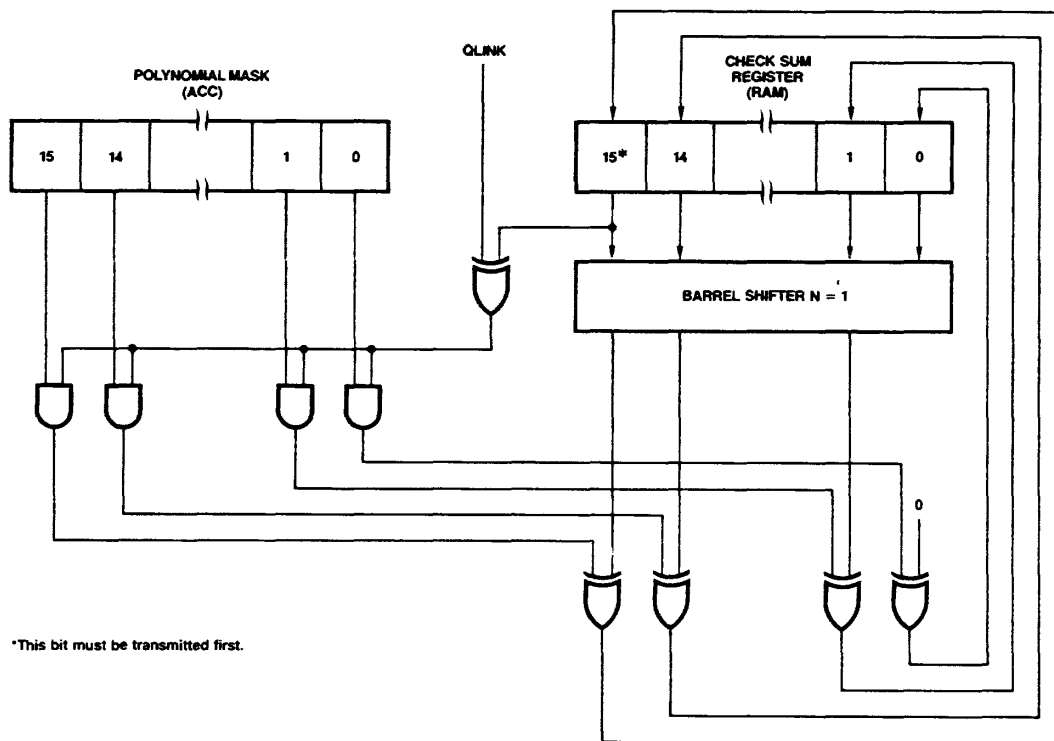 QLINK
POLYNOMIAL MASK
(ACC)
CHECK SUM
REGISTER
(RAM)
15 14 1 0
15* 14 1 0
BARREL SHIFTER N = 1
0
*This bit must be transmitted first.